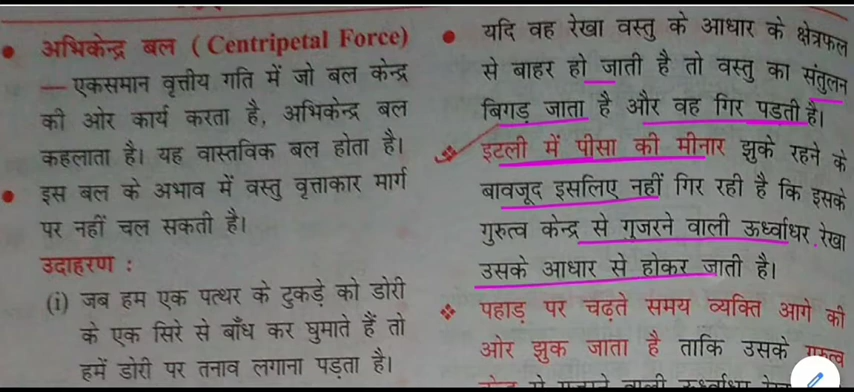 अभिकेन्द्र बल ( Centripetal Force)
— एकसमान वृत्तीय गति में जो बल केन्द्र
की ओर कार्य करता है, अभिकेन्द्र बल
कहलाता है। यह वास्तविक बल होता है।
इस बल के अभाव में वस्तु वृत्ताकार मार्ग
पर नहीं चल सकती है।
उदाहरण :
(i) जब हम एक पत्थर के टुकड़े को डोरी
के एक सिरे से बाँध कर घुमाते हैं तो
हमें डोरी पर तनाव लगाना पड़ता है।
यदि वह रेखा वस्तु के आधार के क्षेत्रफल
से बाहर हो जाती है तो वस्तु का संतुलन
बिगड़ जाता है और वह गिर पडती है।
इटली में पीसा की मीनार झुके रहने के
बावजूद इसलिए नहीं गिर रही है कि इसके
गुरुत्व केन्द्र से गुजरने वाली ऊर्ध्वाधर रेखा
उसके आधार से होकर जाती है।
पहाड़ पर चढ़ते समय व्यक्ति आगे की
ओर झुक जाता है ताकि उसके गुरुत्व